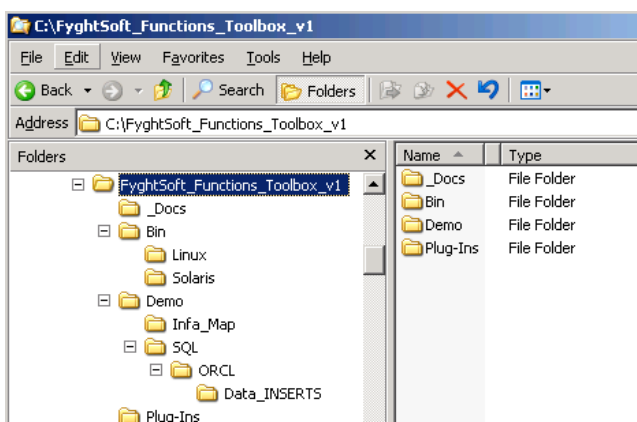 C:\FyghtSoft_Functions_Toolbox_v1
File Edit View Favorites Tools Help
Back Search Folders
Address C:\FyghtSoft_Functions_Toolbox_v1
Folders
FyghtSoft_Functions_Toolbox_v1
_Docs
Bin
Linux
Solaris
Demo
Infa_Map
SQL
ORCL
Data_INSERTS
Plug-Ins
Name Type
_Docs File Folder
Bin File Folder
Demo File Folder
Plug-Ins File Folder